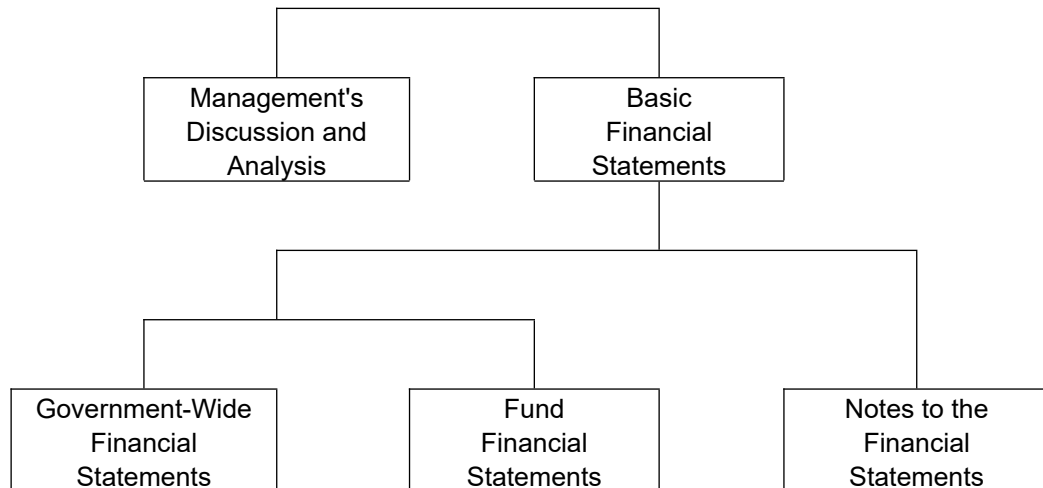 Management's
Discussion and
Analysis
Basic
Financial
Statements
Government-Wide
Financial
Statements
Fund
Financial
Statements
Notes to the
Financial
Statements